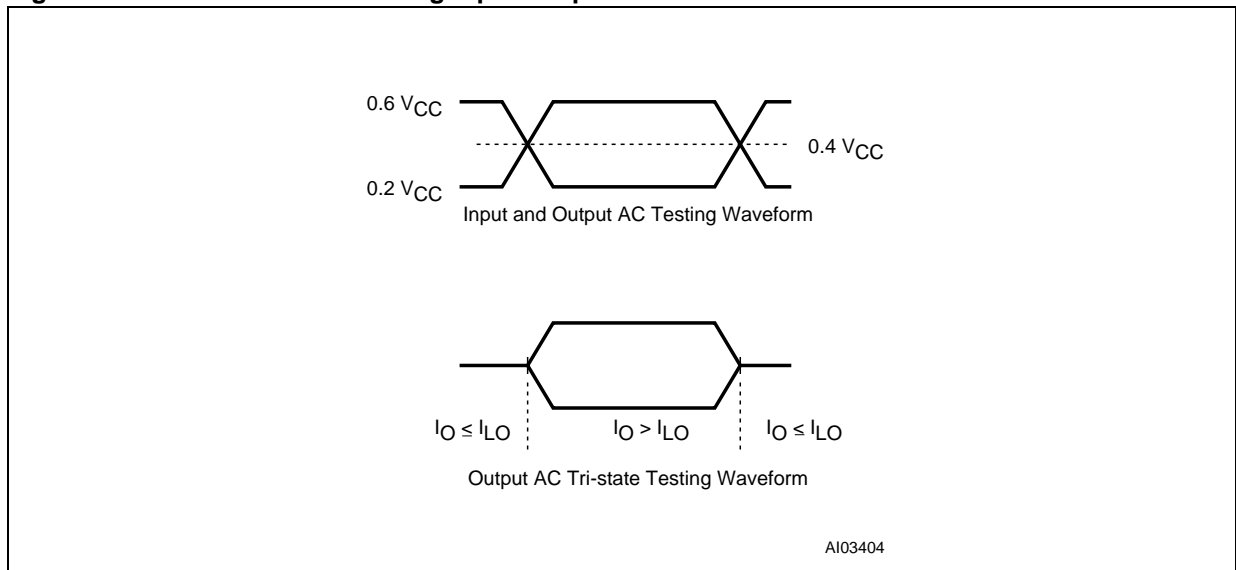 0.6 VCC
0.4 VCC
0.2 VCC
Input and Output AC Testing Waveform
IO ≤ ILO IO > ILO IO ≤ ILO
Output AC Tri-state Testing Waveform
AI03404